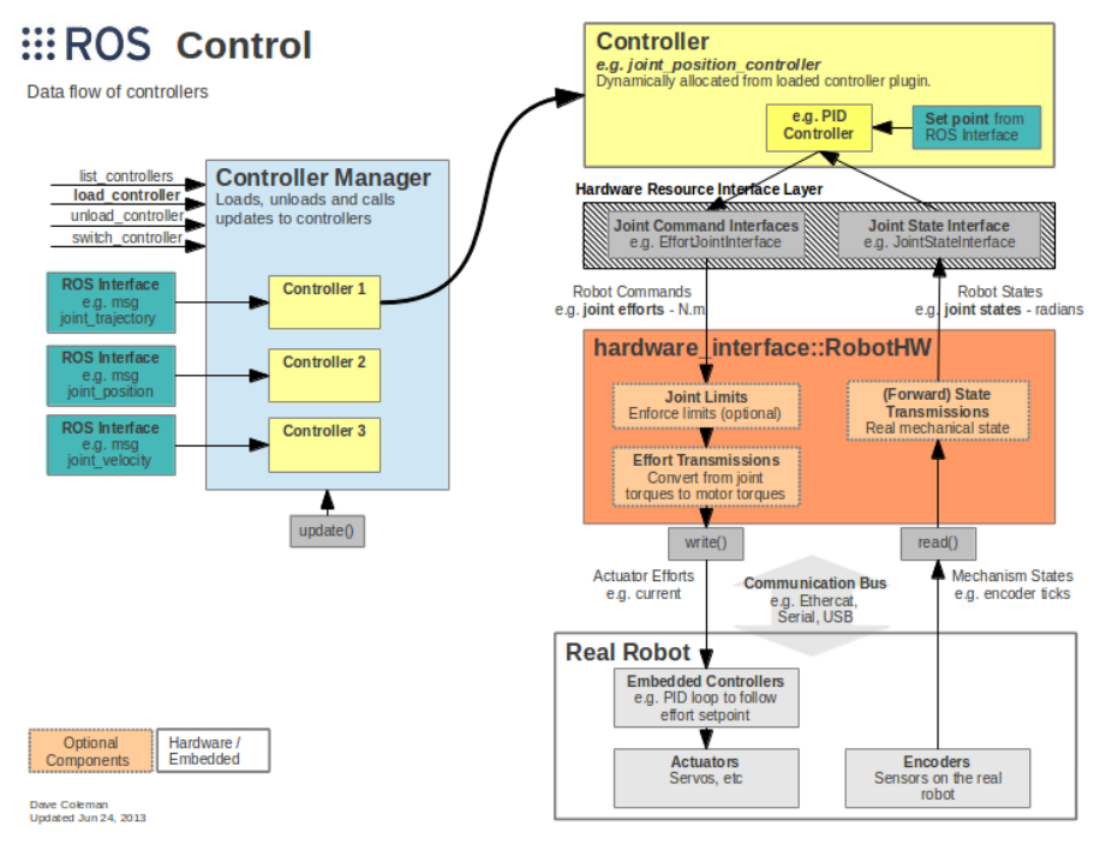 ROS Control
Data flow of controllers
list_controllers
load_controller
unload_controller
switch_controller
Controller Manager
Loads, unloads and calls
updates to controllers
ROS Interface
e.g. msg
joint_trajectory
Controller 1
ROS Interface
e.g. msg
joint_position
Controller 2
ROS Interface
e.g. msg
joint_velocity
Controller 3
update()
Controller
e.g. joint_position_controller
Dynamically allocated from loaded controller plugin.
e.g. PID
Controller
Set point from
ROS Interface
Hardware Resource Interface Layer
Joint Command Interfaces
e.g. EffortJointInterface
Joint State Interface
e.g. JointStateInterface
Robot Commands
e.g. joint efforts - N.m
Robot States
e.g. joint states - radians
hardware_interface::RobotHW
Joint Limits
Enforce limits (optional)
(Forward) State
Transmissions
Real mechanical state
Effort Transmissions
Convert from joint
torques to motor torques
write()
read()
Actuator Efforts
e.g. current
Communication Bus
e.g. Ethercat,
Serial, USB
Mechanism States
e.g. encoder ticks
Real Robot
Embedded Controllers
e.g. PID loop to follow
effort setpoint
Actuators
Servos, etc
Encoders
Sensors on the real
robot
Optional
Components
Hardware /
Embedded
Dave Coleman
Updated Jun 24, 2013